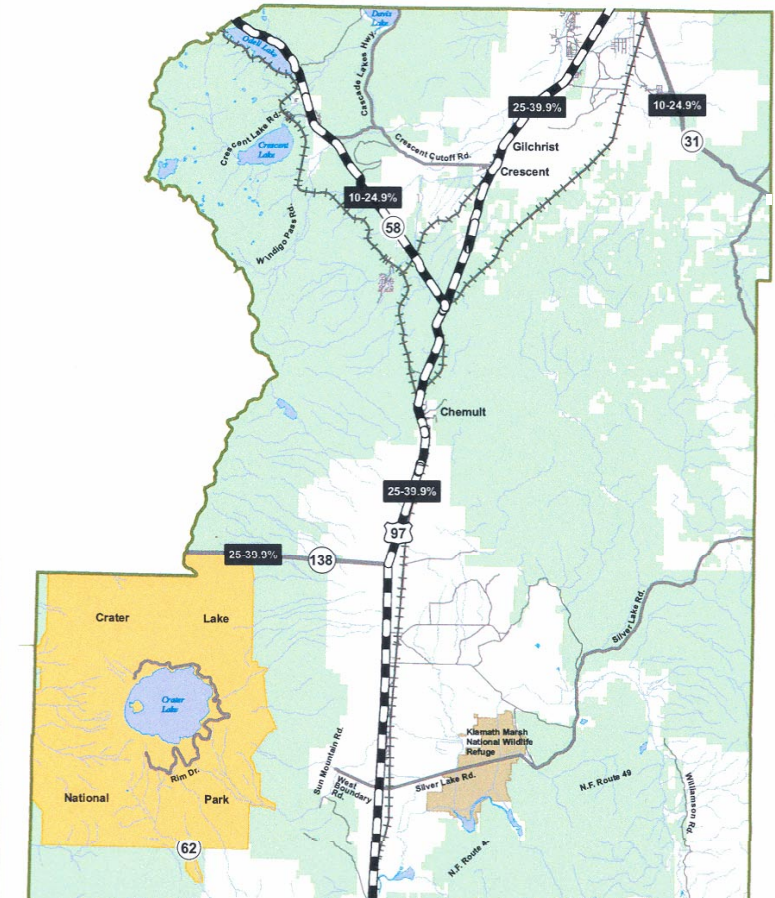 Davis
Lake
Odell Lake
Cascade Lakes Hwy.
25-39.9%
10-24.9%
31
Crescent Lake Rd.
Crescent
Lake
Crescent Cutoff Rd.
Gilchrist
Crescent
10-24.9%
58
Windigo Pass Rd.
Chemult
25-39.9%
97
25-39.9%
138
Crater
Lake
Silver Lake Rd.
Crater
Lake
Rim Dr.
National
Park
62
Sun Mountain Rd.
West
Boundary
Rd.
Klamath Marsh
National Wildlife
Refuge
Silver Lake Rd.
N.F. Route 49
Williamson Rd.
N.F. Route